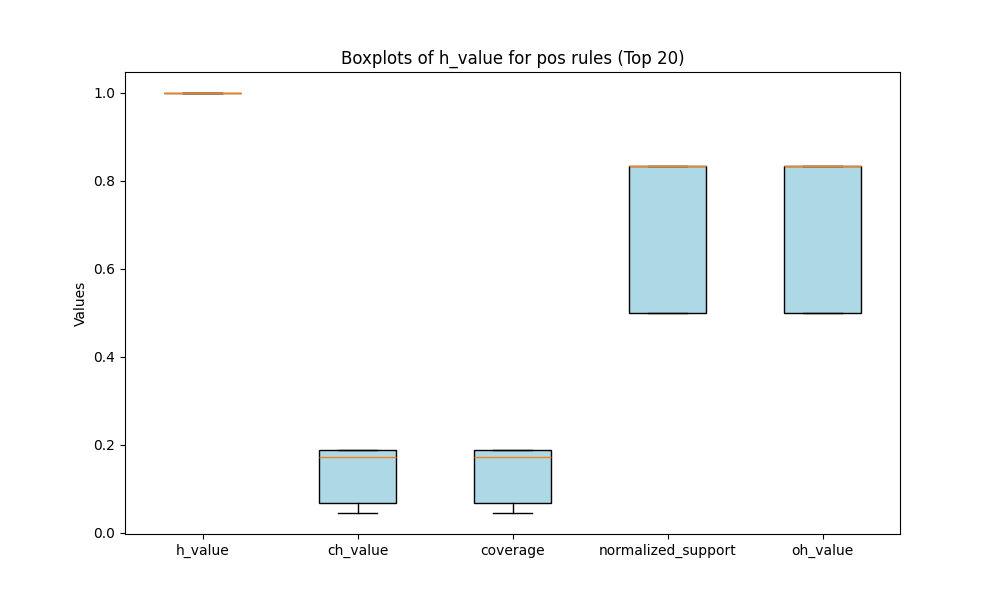 Boxplots of h_value for pos rules (Top 20)
1.0
0.8
0.6
0.4
0.2
0.0
Values
h_value
ch_value
coverage
normalized_support
oh_value